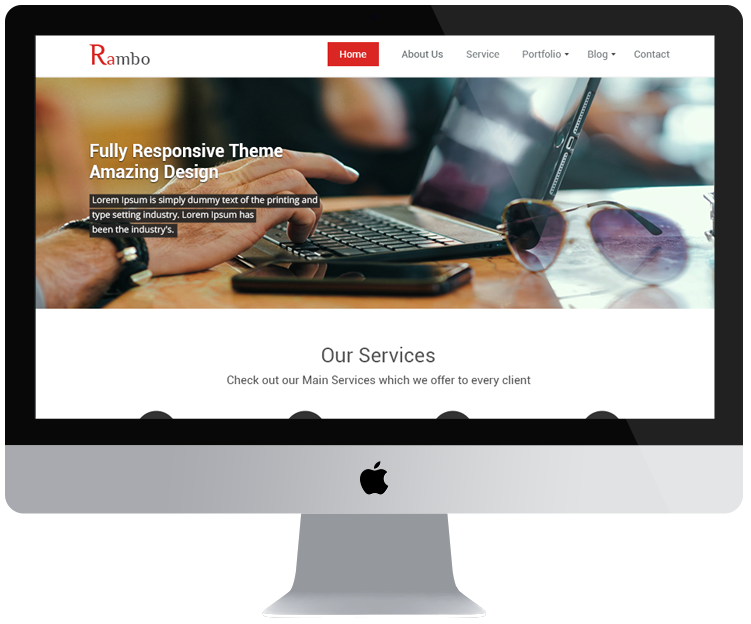 Rambo
Home About Us Service Portfolio Blog Contact
Fully Responsive Theme
Amazing Design
Lorem Ipsum is simply dummy text of the printing and
type setting industry. Lorem Ipsum has
been the industry's.
Our Services
Check out our Main Services which we offer to every client